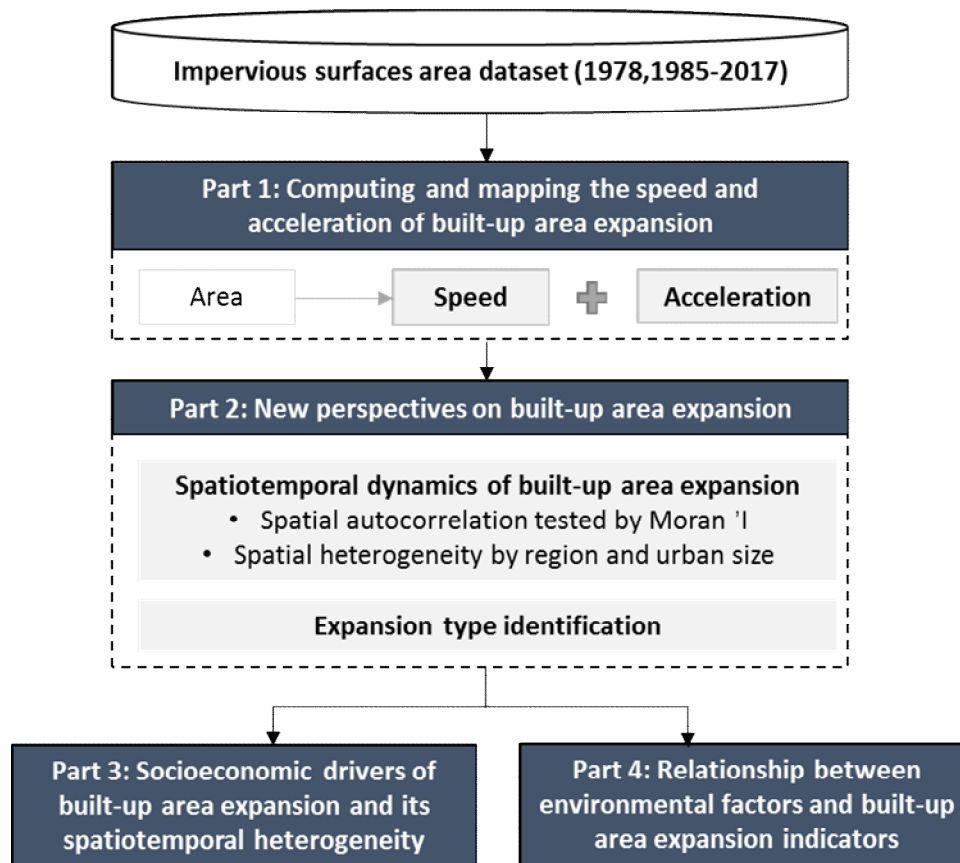 Impervious surfaces area dataset (1978,1985-2017)
Part 1: Computing and mapping the speed and
acceleration of built-up area expansion
Area
Speed
Acceleration
Part 2: New perspectives on built-up area expansion
Spatiotemporal dynamics of built-up area expansion
• Spatial autocorrelation tested by Moran 'I
• Spatial heterogeneity by region and urban size
Expansion type identification
Part 3: Socioeconomic drivers of
built-up area expansion and its
spatiotemporal heterogeneity
Part 4: Relationship between
environmental factors and built-up
area expansion indicators